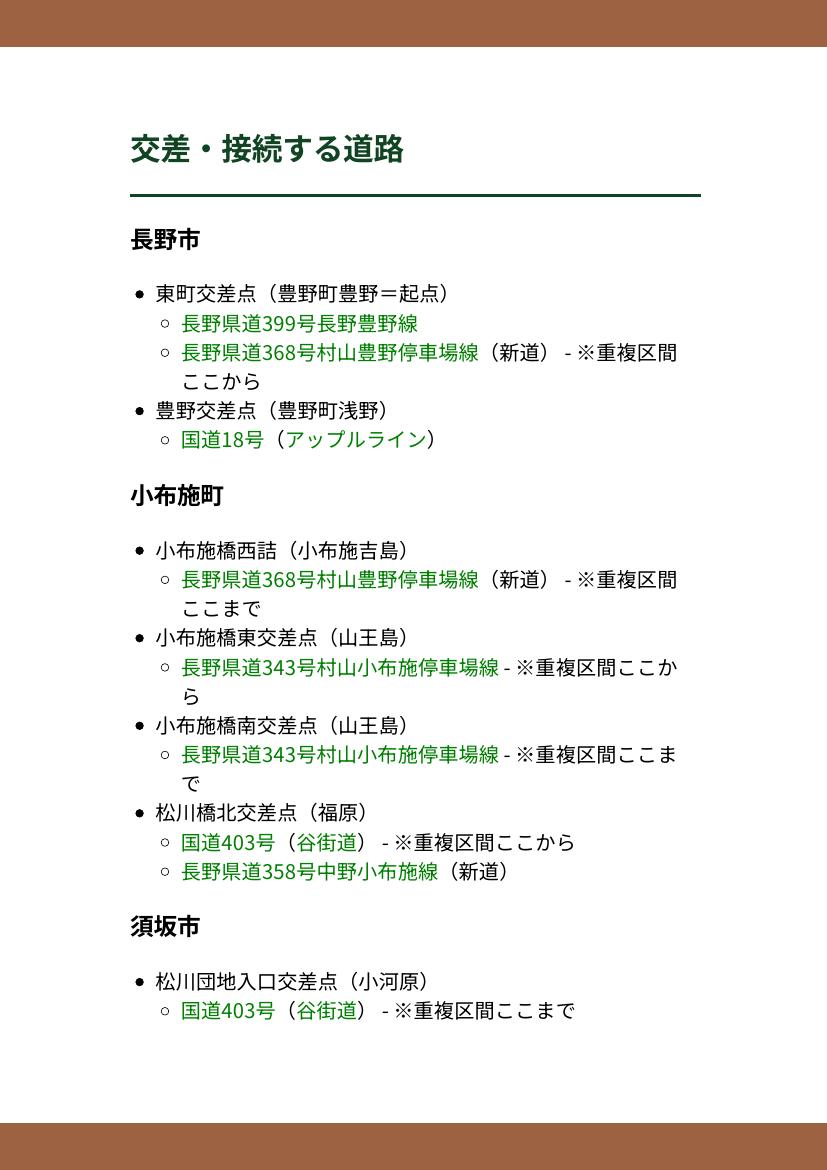 交差・接続する道路
長野市
東町交差点（豊野町豊野＝起点）
長野県道399号長野豊野線
長野県道368号村山豊野停車場線（新道） - ※重複区間
ここから
豊野交差点（豊野町浅野）
国道18号（アップルライン）
小布施町
小布施橋西詰（小布施吉島）
長野県道368号村山豊野停車場線（新道） - ※重複区間
ここまで
小布施橋東交差点（山王島）
長野県道343号村山小布施停車場線 - ※重複区間ここか
ら
小布施橋南交差点（山王島）
長野県道343号村山小布施停車場線 - ※重複区間ここま
で
松川橋北交差点（福原）
国道403号（谷街道） - ※重複区間ここから
長野県道358号中野小布施線（新道）
須坂市
松川団地入口交差点（小河原）
国道403号（谷街道） - ※重複区間ここまで